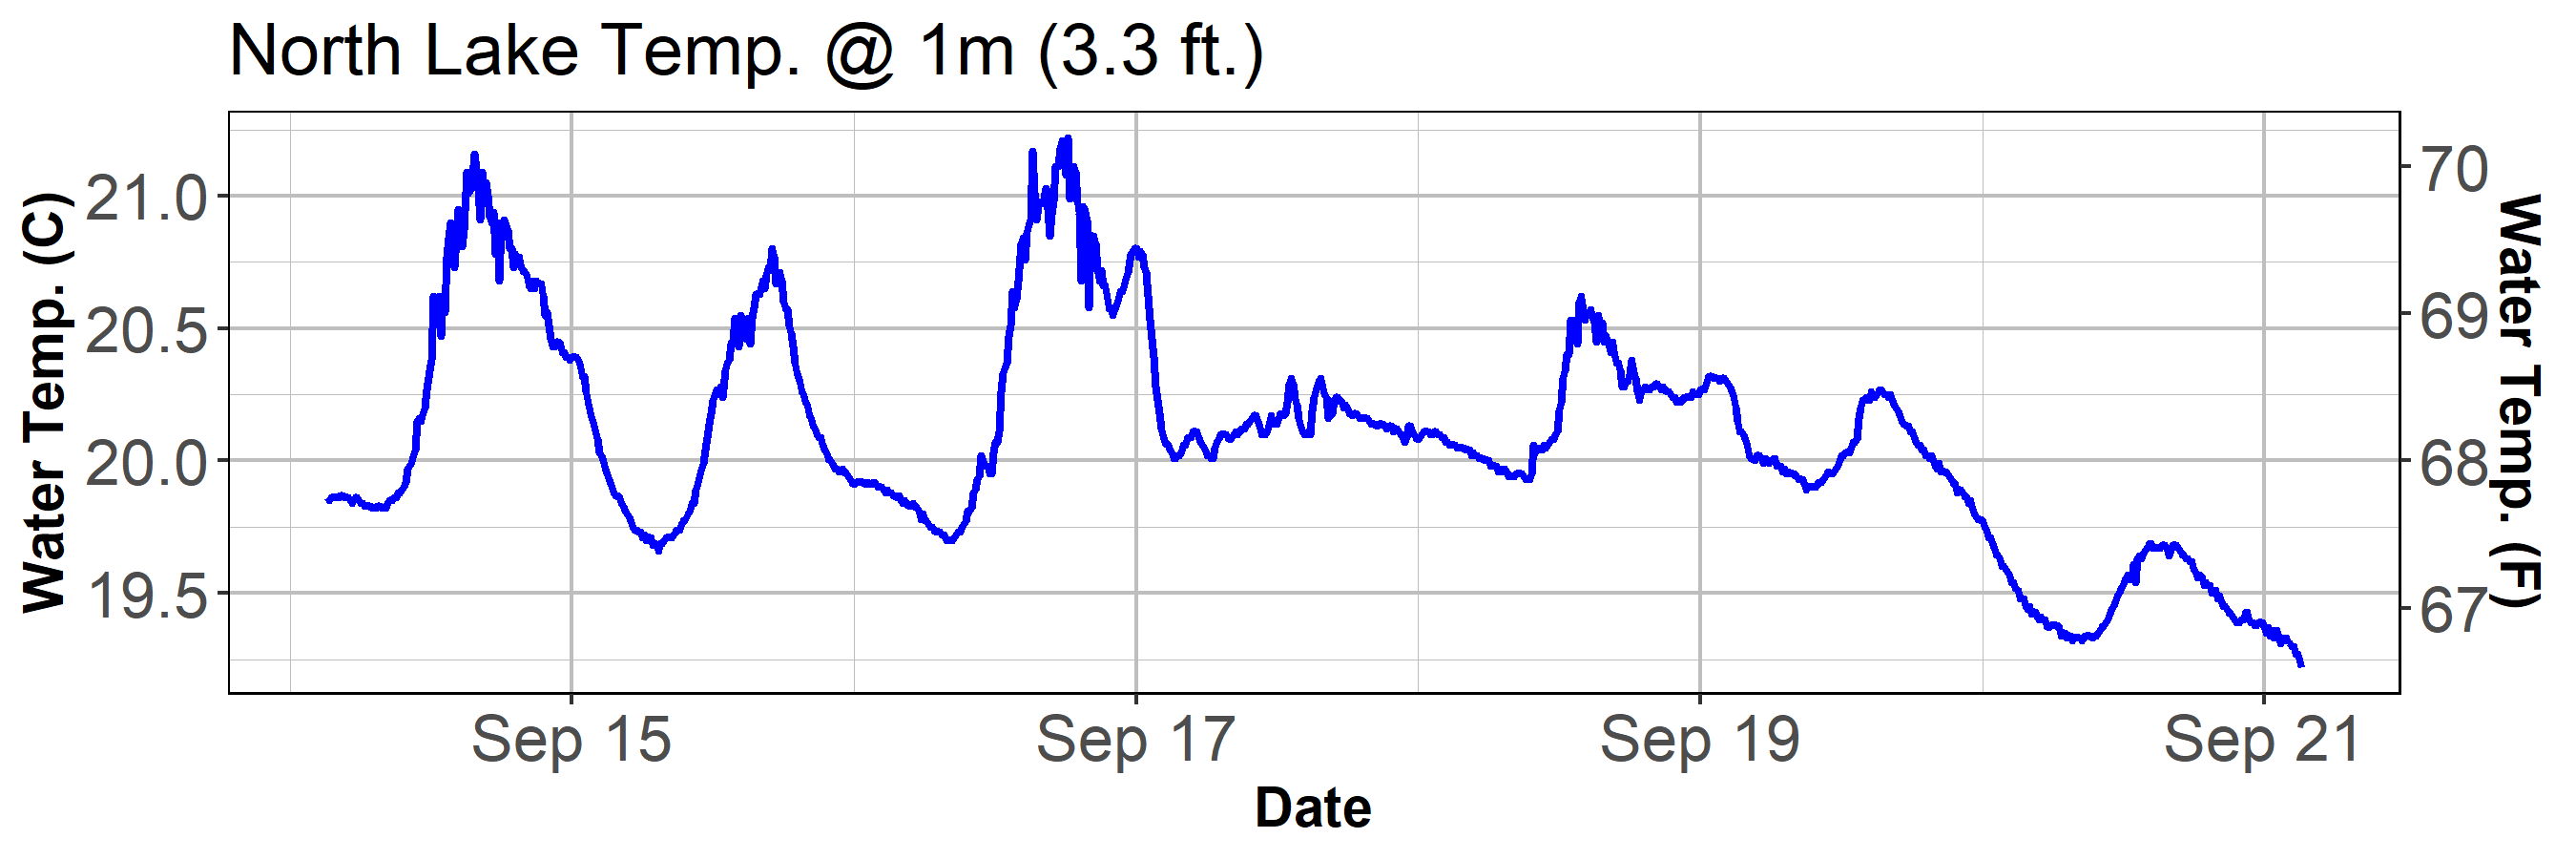 North Lake Temp. @ 1m (3.3 ft.)
Water Temp. (C)
21.0
20.5
20.0
19.5
70
69
68
67
Water Temp. (F)
Sep 15 Sep 17 Sep 19 Sep 21
Date